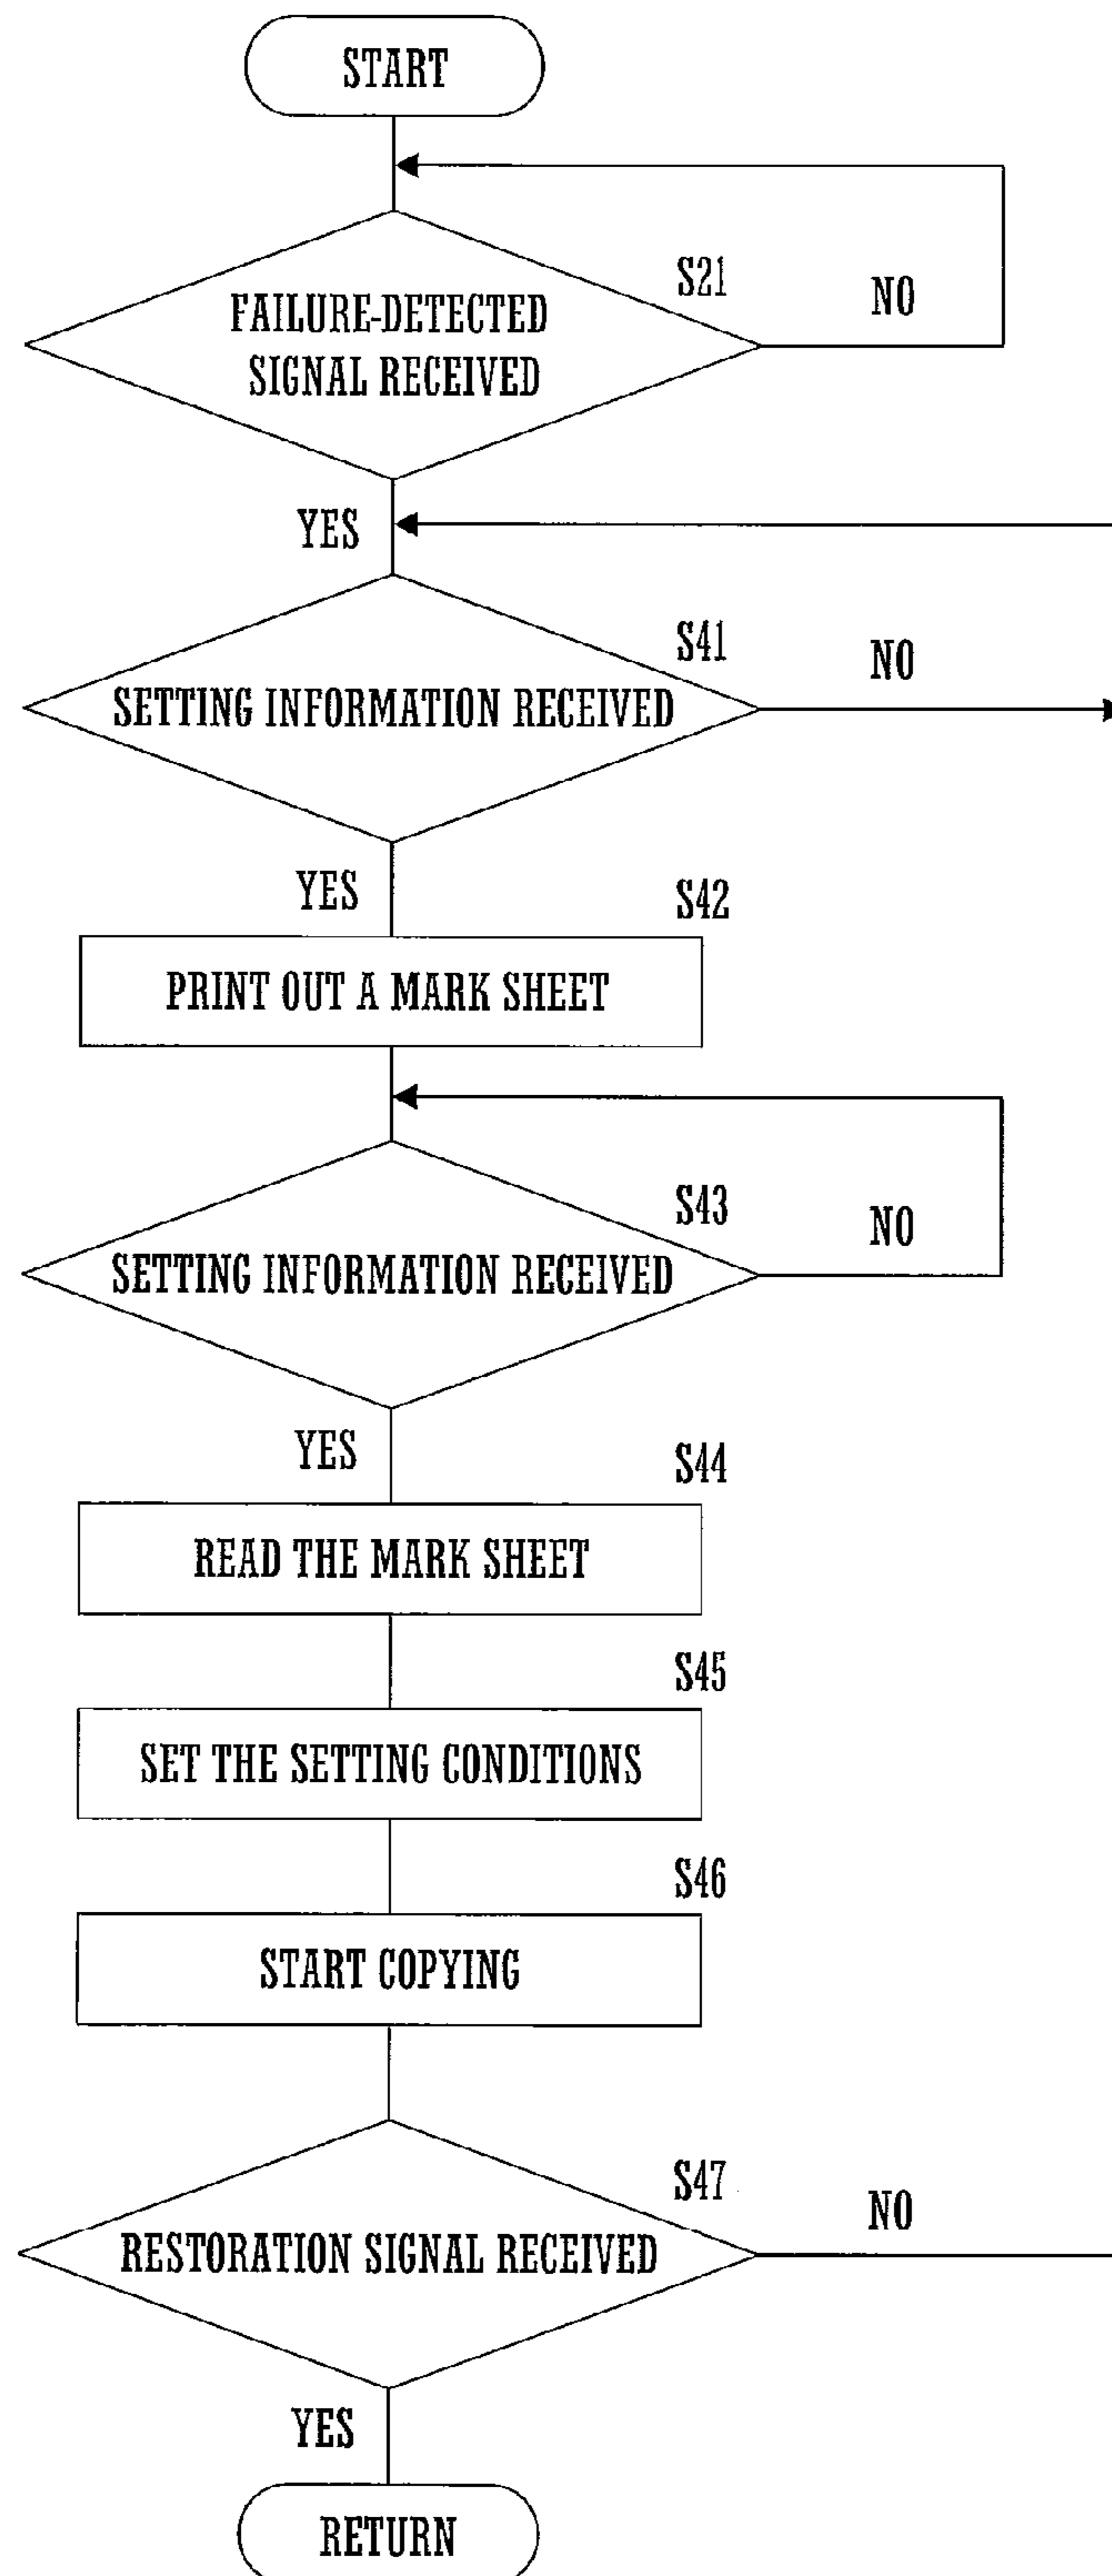 START
S21
NO
FAILURE-DETECTED
SIGNAL RECEIVED
YES
S41
NO
SETTING INFORMATION RECEIVED
YES
S42
PRINT OUT A MARK SHEET
S43
NO
SETTING INFORMATION RECEIVED
YES
S44
READ THE MARK SHEET
S45
SET THE SETTING CONDITIONS
S46
START COPYING
S47
NO
RESTORATION SIGNAL RECEIVED
YES
RETURN